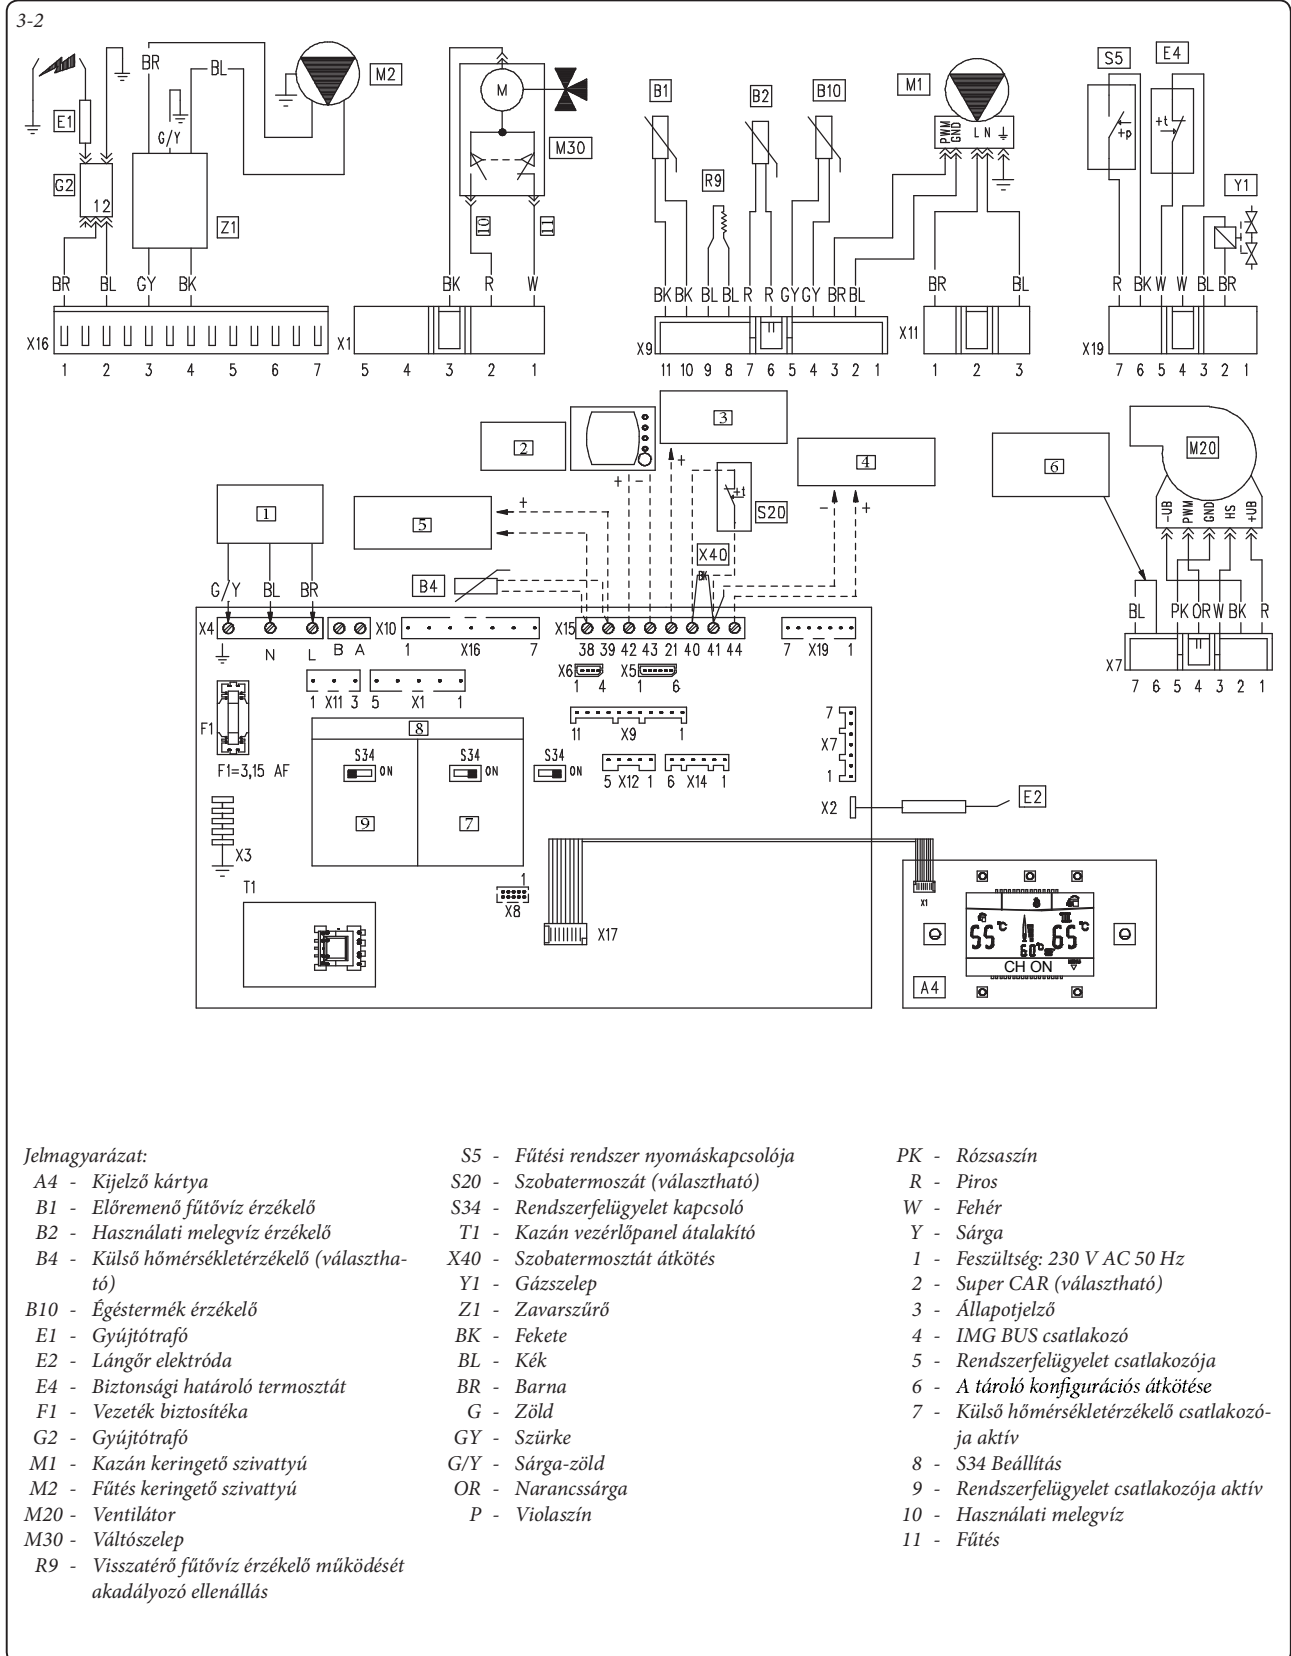 3-2
S5
E4
BR
BL
M2
B1
B2
B10
M1
M
PWM
GND
L N
E1
G/Y
M30
+p
+t
G2
R9
Y1
1 2
Z1
10
11
BR
BL
GY
BK
BK
R
W
BK
BK
BL
BL
R
R
GY
GY
BR
BL
BR
BL
R
BK
W
W
BL
BR
X16
X1
X9
X11
X19
1 2 3 4 5 6 7
5 4 3 2 1
11 10 9 8 7 6 5 4 3 2 1
1 2 3
7 6 5 4 3 2 1
2
3
4
6
M20
+
+ -
+t
S20
- +
1
5
-UB
PWM
GND
HS
+UB
X40
BK
B4
G/Y
BL
BR
BL
PK
OR
W
BK
R
X4
X10
X15
N
L
B
A
1 X16 7
38 39 42 43 21 40 41 44
7 X19 1
X7
7 6 5 4 3 2 1
X6
1 4
X5
1 6
1 X11 3
5 X1 1
F1
8
11 X9 1
7
X7
1
S34
ON
S34
ON
S34
ON
F1=3,15 AF
5 X12 1
6 X14 1
X2
E2
9
7
X3
T1
1
X8
X17
X1
55 °C
60°C
65 °C
CH ON
A4
Jelmagyarázat:
A4 - Kijelző kártya
B1 - Előremenő fűtővíz érzékelő
B2 - Használati melegvíz érzékelő
B4 - Külső hőmérsékletérzékelő (választha-
tó)
B10 - Égéstermék érzékelő
E1 - Gyújtótrafó
E2 - Lángőr elektróda
E4 - Biztonsági határoló termosztát
F1 - Vezeték biztosítéka
G2 - Gyújtótrafó
M1 - Kazán keringető szivattyú
M2 - Fűtés keringető szivattyú
M20 - Ventilátor
M30 - Váltószelep
R9 - Visszatérő fűtővíz érzékelő működését
akadályozó ellenállás
S5 - Fűtési rendszer nyomáskapcsolója
S20 - Szobatermoszát (választható)
S34 - Rendszerfelügyelet kapcsoló
T1 - Kazán vezérlőpanel átalakító
X40 - Szobatermosztát átkötés
Y1 - Gázszelep
Z1 - Zavarszűrő
BK - Fekete
BL - Kék
BR - Barna
G - Zöld
GY - Szürke
G/Y - Sárga-zöld
OR - Narancssárga
P - Violaszín
PK - Rózsaszín
R - Piros
W - Fehér
Y - Sárga
1 - Feszültség: 230 V AC 50 Hz
2 - Super CAR (választható)
3 - Állapotjelző
4 - IMG BUS csatlakozó
5 - Rendszerfelügyelet csatlakozója
6 - A tároló konfigurációs átkötése
7 - Külső hőmérsékletérzékelő csatlakozó-
ja aktív
8 - S34 Beállítás
9 - Rendszerfelügyelet csatlakozója aktív
10 - Használati melegvíz
11 - Fűtés